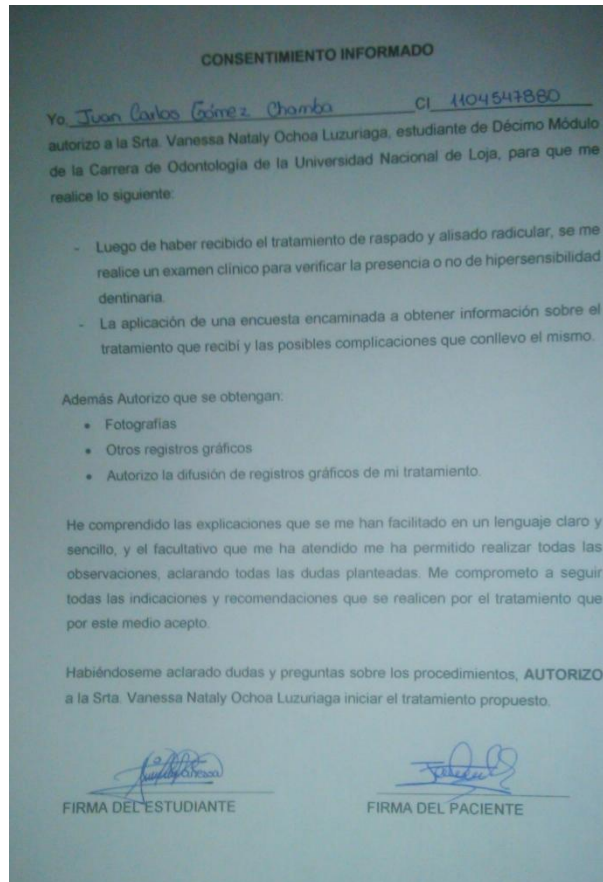 CONSENTIMIENTO INFORMADO
Yo, Juan Carlos Gómez Chamba CI 1104547880
autorizo a la Srta. Vanessa Nataly Ochoa Luzuriaga, estudiante de Décimo Módulo
de la Carrera de Odontología de la Universidad Nacional de Loja, para que me
realice lo siguiente:
- Luego de haber recibido el tratamiento de raspado y alisado radicular, se me
realice un examen clínico para verificar la presencia o no de hipersensibilidad
dentinaria.
- La aplicación de una encuesta encaminada a obtener información sobre el
tratamiento que recibí y las posibles complicaciones que conllevo el mismo.
Además Autorizo que se obtengan:
• Fotografías
• Otros registros gráficos
• Autorizo la difusión de registros gráficos de mi tratamiento.
He comprendido las explicaciones que se me han facilitado en un lenguaje claro y
sencillo, y el facultativo que me ha atendido me ha permitido realizar todas las
observaciones, aclarando todas las dudas planteadas. Me comprometo a seguir
todas las indicaciones y recomendaciones que se realicen por el tratamiento que
por este medio acepto.
Habiéndoseme aclarado dudas y preguntas sobre los procedimientos, AUTORIZO
a la Srta. Vanessa Nataly Ochoa Luzuriaga iniciar el tratamiento propuesto.
FIRMA DEL ESTUDIANTE FIRMA DEL PACIENTE